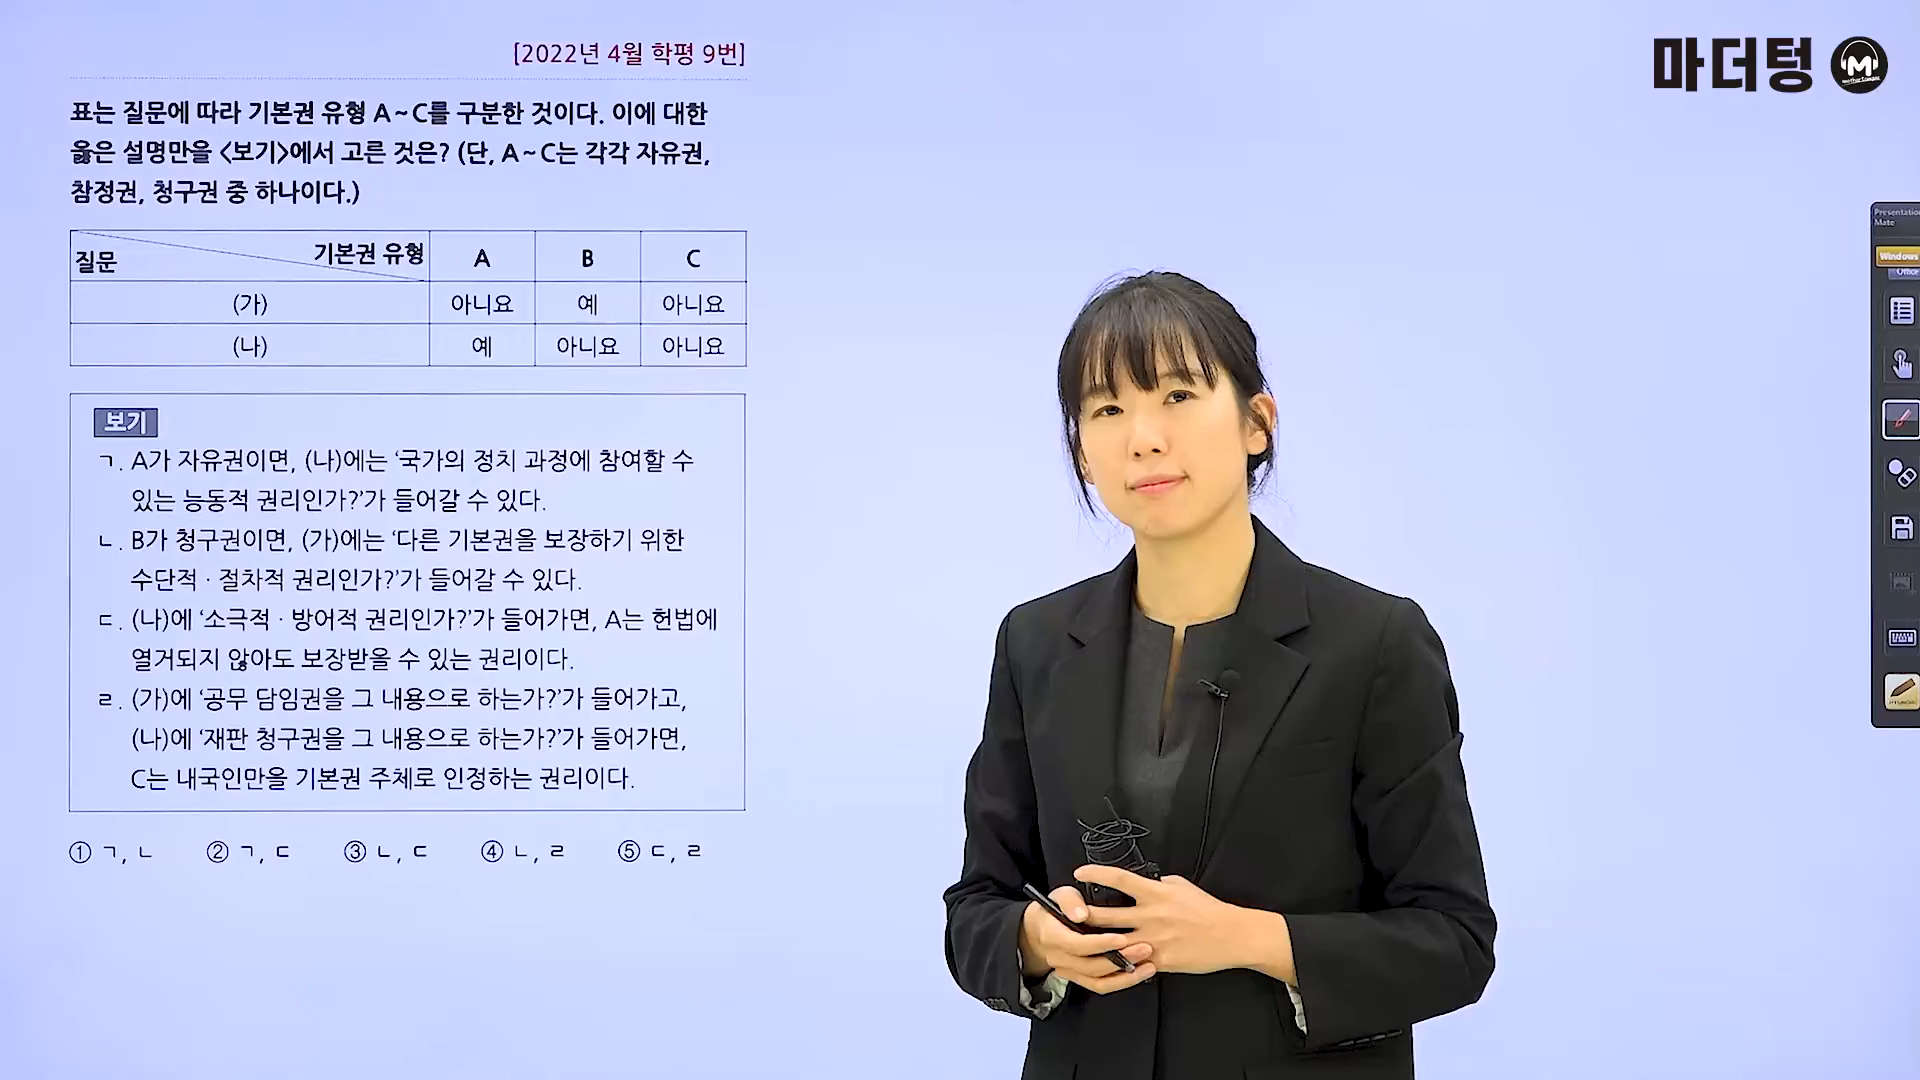 [2022년 4월 학평 9번]
마더텅
M
표는 질문에 따라 기본권 유형 A~C를 구분한 것이다. 이에 대한
옳은 설명만을 <보기>에서 고른 것은? (단, A~C는 각각 자유권,
참정권, 청구권 중 하나이다.)
질문 기본권 유형 A B C
(가) 아니요 예 아니요
(나) 예 아니요 아니요
보기
ㄱ. A가 자유권이면, (나)에는 ‘국가의 정치 과정에 참여할 수
있는 능동적 권리인가?’가 들어갈 수 있다.
ㄴ. B가 청구권이면, (가)에는 ‘다른 기본권을 보장하기 위한
수단적·절차적 권리인가?’가 들어갈 수 있다.
ㄷ. (나)에 ‘소극적·방어적 권리인가?’가 들어가면, A는 헌법에
열거되지 않아도 보장받을 수 있는 권리이다.
ㄹ. (가)에 ‘공무 담임권을 그 내용으로 하는가?’가 들어가고,
(나)에 ‘재판 청구권을 그 내용으로 하는가?’가 들어가면,
C는 내국인만을 기본권 주체로 인정하는 권리이다.
① ㄱ, ㄴ ② ㄱ, ㄷ ③ ㄴ, ㄷ ④ ㄴ, ㄹ ⑤ ㄷ, ㄹ
Presentation
Mate
Windows
Office